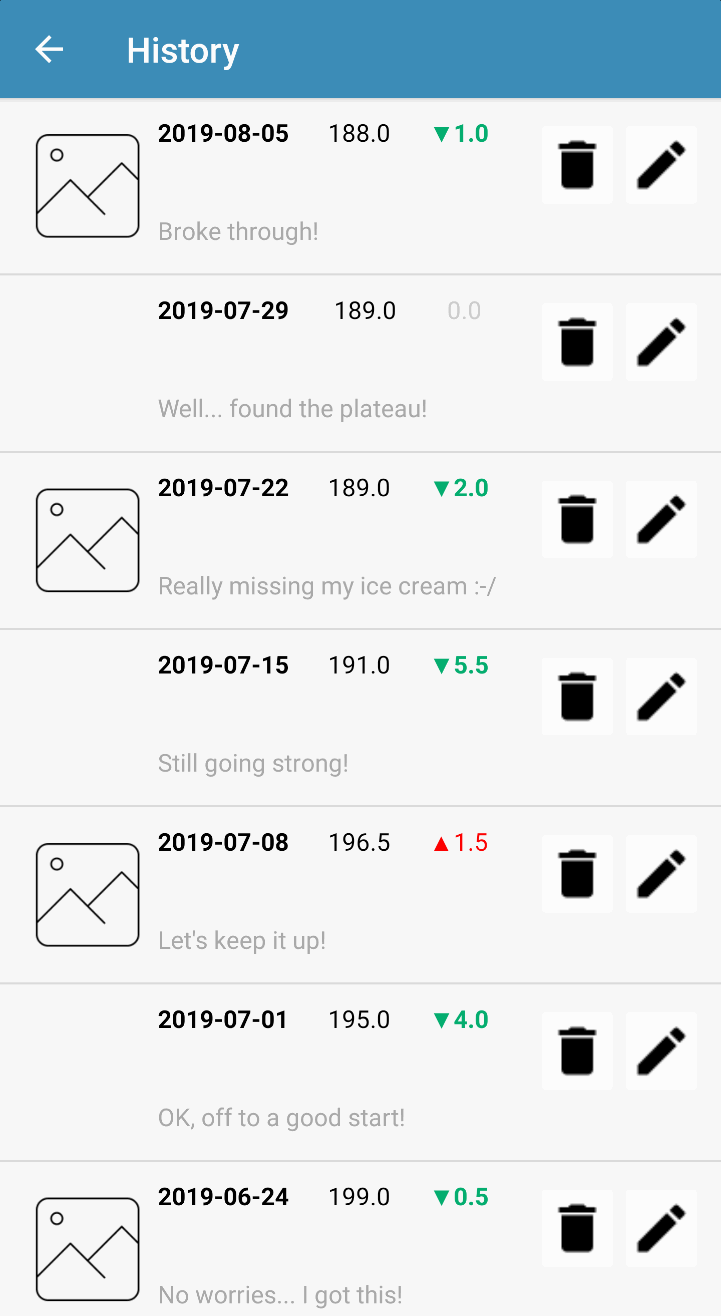 History
2019-08-05 188.0 ▼1.0
Broke through!
2019-07-29 189.0 0.0
Well... found the plateau!
2019-07-22 189.0 ▼2.0
Really missing my ice cream :-/
2019-07-15 191.0 ▼5.5
Still going strong!
2019-07-08 196.5 ▲1.5
Let's keep it up!
2019-07-01 195.0 ▼4.0
OK, off to a good start!
2019-06-24 199.0 ▼0.5
No worries... I got this!